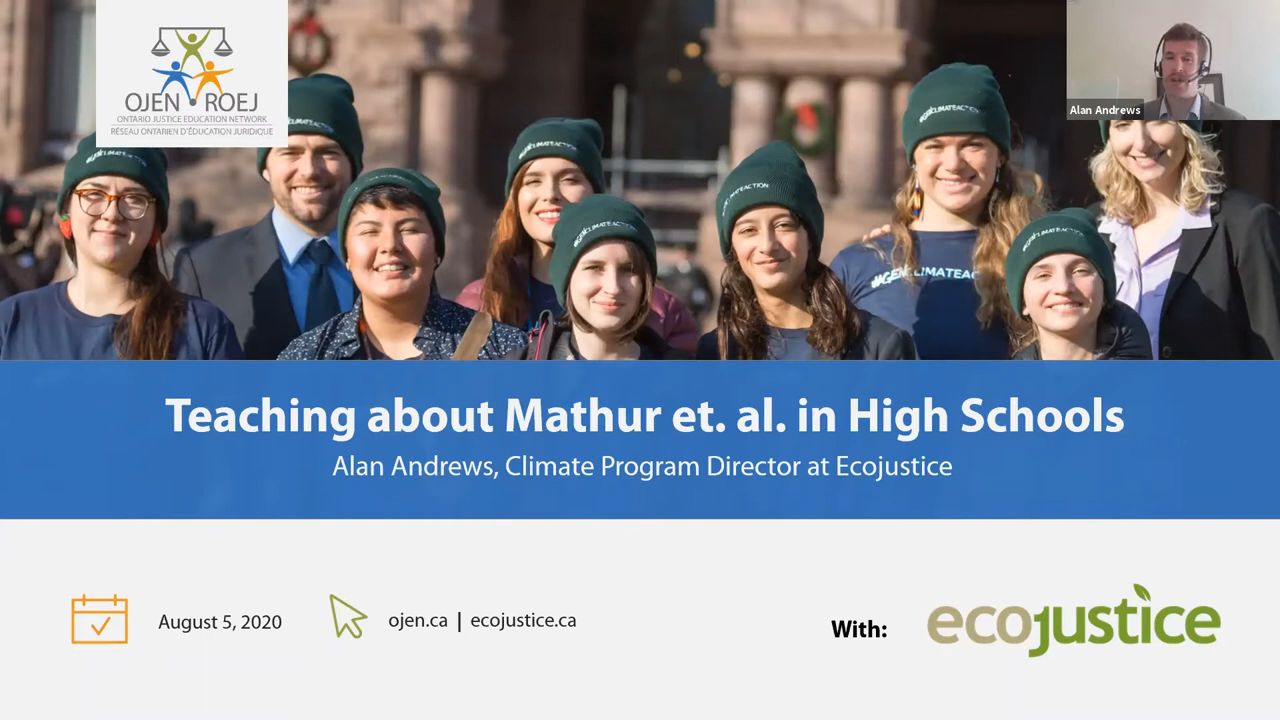 OJEN ROEJ
ONTARIO JUSTICE EDUCATION NETWORK
RÉSEAU ONTARIEN D'ÉDUCATION JURIDIQUE
Alan Andrews
#GENCLIMATEACTION
Teaching about Mathur et. al. in High Schools
Alan Andrews, Climate Program Director at Ecojustice
August 5, 2020
ojen.ca | ecojustice.ca
With:
ecojustice